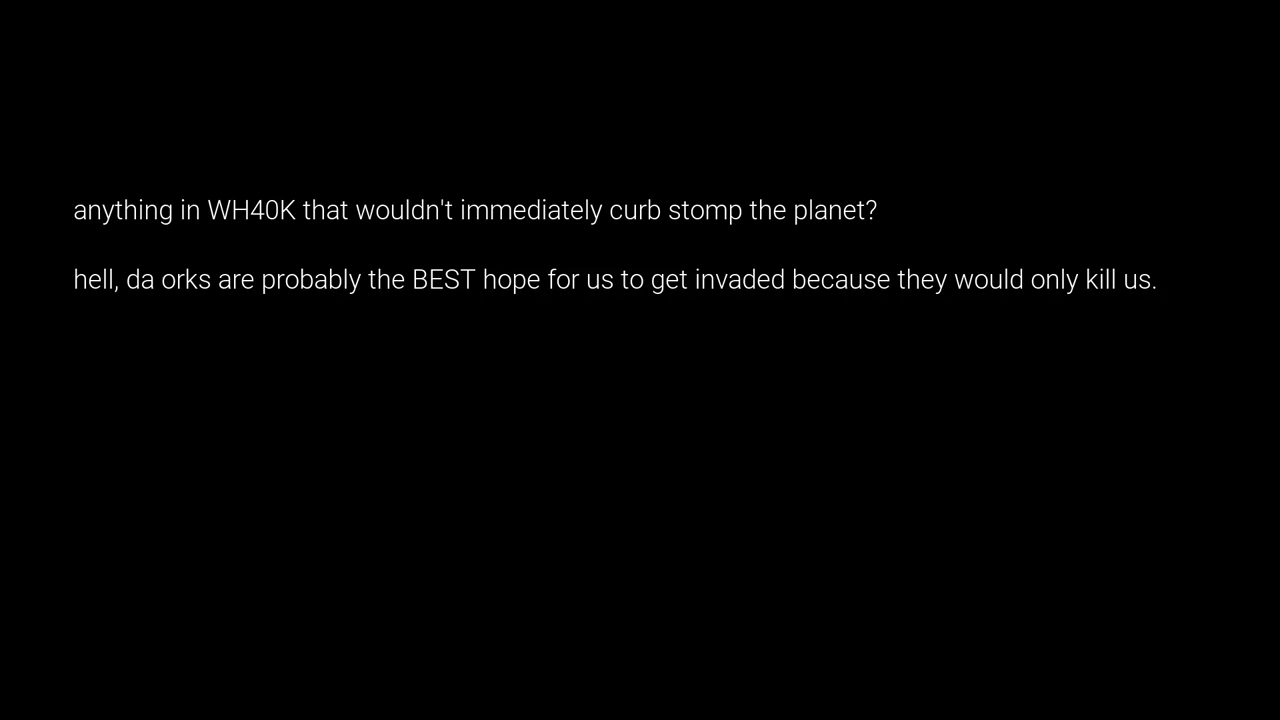 anything in WH40K that wouldn't immediately curb stomp the planet?
hell, da orks are probably the BEST hope for us to get invaded because they would only kill us.